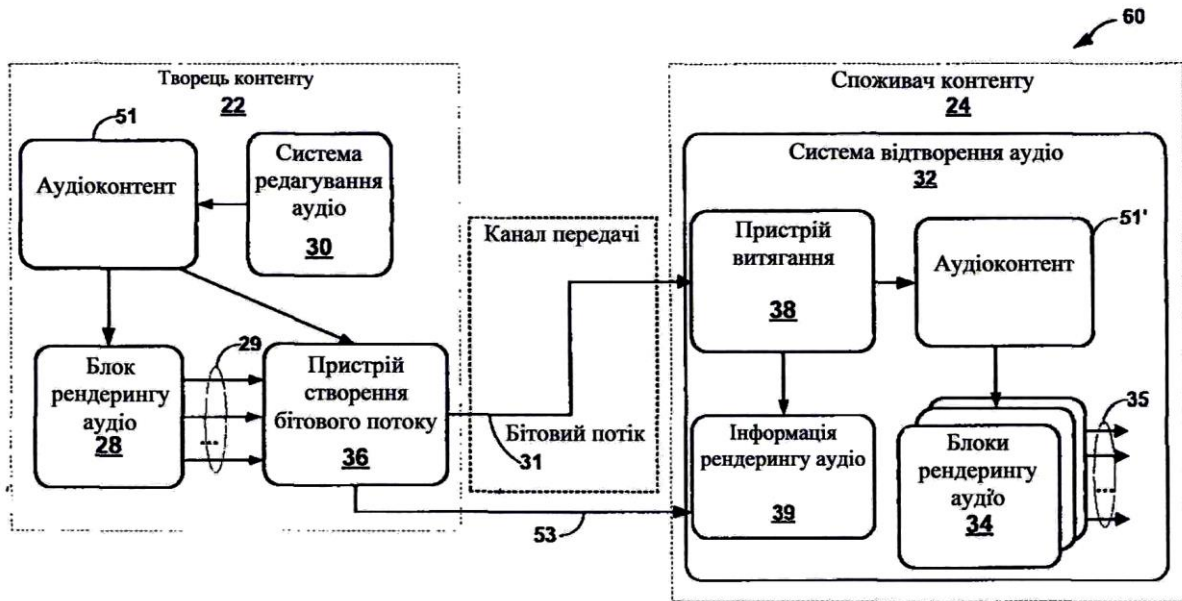 60
Творець контенту
22
51
Аудіоконтент
Система
редагування
аудіо
30
Блок
рендерингу
аудіо
28
29
...
Пристрій
створення
бітового потоку
36
Канал передачі
Бітовий потік
31
53
Споживач контенту
24
Система відтворення аудіо
32
Пристрій
витягання
38
51'
Аудіоконтент
Інформація
рендерингу аудіо
39
Блоки
рендерингу
аудіо
34
35
...